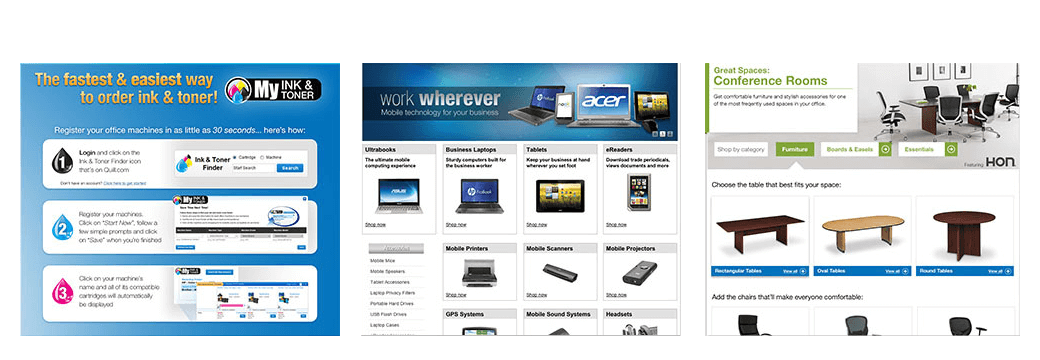 The fastest & easiest way
to order ink & toner!
My INK &
TONER
Register your office machines in as little as 30 seconds... here's how:
1
Login and click on the
Ink & Toner Finder icon
that's on Quill.com
Don't have an account? Click here to get started
Ink & Toner
Finder
Cartridge
Machine
Start Search
Search
2
Register your machines.
Click on "Start Now", follow a
few simple prompts and click
on "Save" when you're finished
My INK &
TONER
3
Click on your machine's
name and all of its compatible
cartridges will automatically
be displayed
My INK &
TONER
work wherever
Mobile technology for your business
acer
Ultrabooks
The ultimate mobile
computing experience
Shop now
Business Laptops
Sturdy computers built
for the business worker
Shop now
Tablets
Keep your business at hand
wherever you set foot
Shop now
eReaders
Download trade periodicals,
views documents and more
Shop now
Accessories
Mobile Mice
Mobile Speakers
Tablet Accessories
Laptop Privacy Filters
Portable Hard Drives
USB Flash Drives
Laptop Cases
Mobile Printers
Shop now
Mobile Scanners
Shop now
Mobile Projectors
Shop now
GPS Systems
Mobile Sound Systems
Headsets
Great Spaces:
Conference Rooms
Get comfortable furniture and stylish accessories for one
of the most freqently used spaces in your office.
Shop by category
Furniture
Boards & Easels
Essentials
Featuring HON
Choose the table that best fits your space:
Rectangular Tables
View all
Oval Tables
View all
Round Tables
View all
Add the chairs that'll make everyone comfortable: